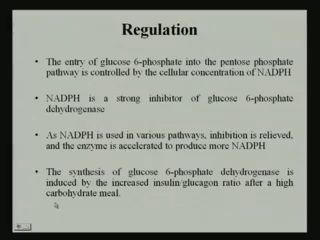 Regulation
• The entry of glucose 6-phosphate into the pentose phosphate
pathway is controlled by the cellular concentration of NADPH
• NADPH is a strong inhibitor of glucose 6-phosphate
dehydrogenase
• As NADPH is used in various pathways, inhibition is relieved,
and the enzyme is accelerated to produce more NADPH
• The synthesis of glucose 6-phosphate dehydrogenase is
induced by the increased insulin/glucagon ratio after a high
carbohydrate meal.